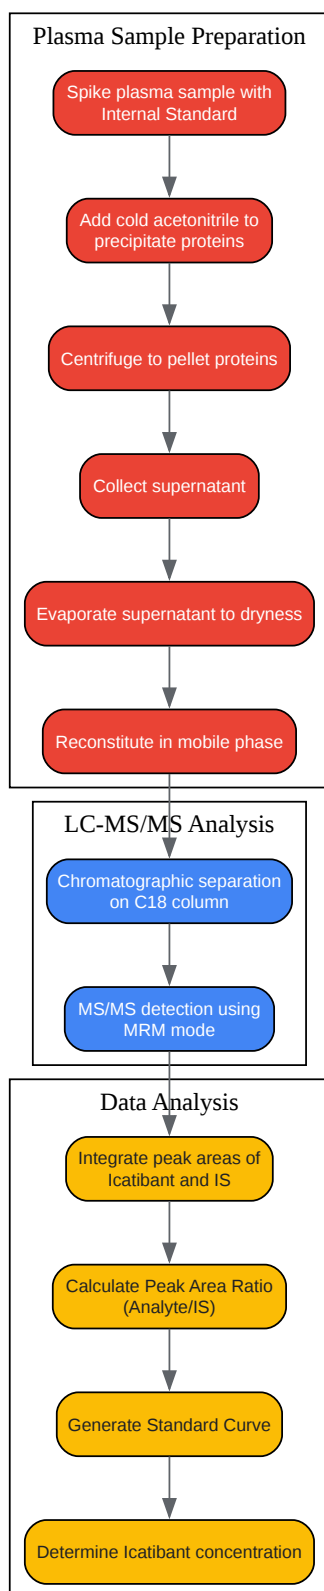 Plasma Sample Preparation
Spike plasma sample with
Internal Standard
Add cold acetonitrile to
precipitate proteins
Centrifuge to pellet proteins
Collect supernatant
Evaporate supernatant to dryness
Reconstitute in mobile phase
LC-MS/MS Analysis
Chromatographic separation
on C18 column
MS/MS detection using
MRM mode
Data Analysis
Integrate peak areas of
Icatibant and IS
Calculate Peak Area Ratio
(Analyte/IS)
Generate Standard Curve
Determine Icatibant concentration